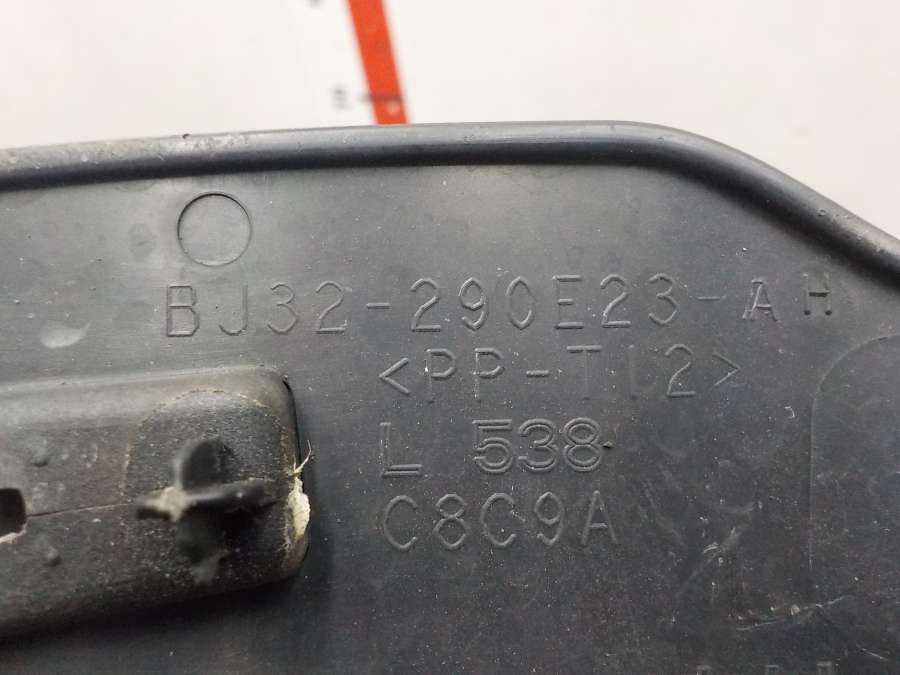 BJ32-290E23-AH
<PP-T12>
L 538
C8C9A